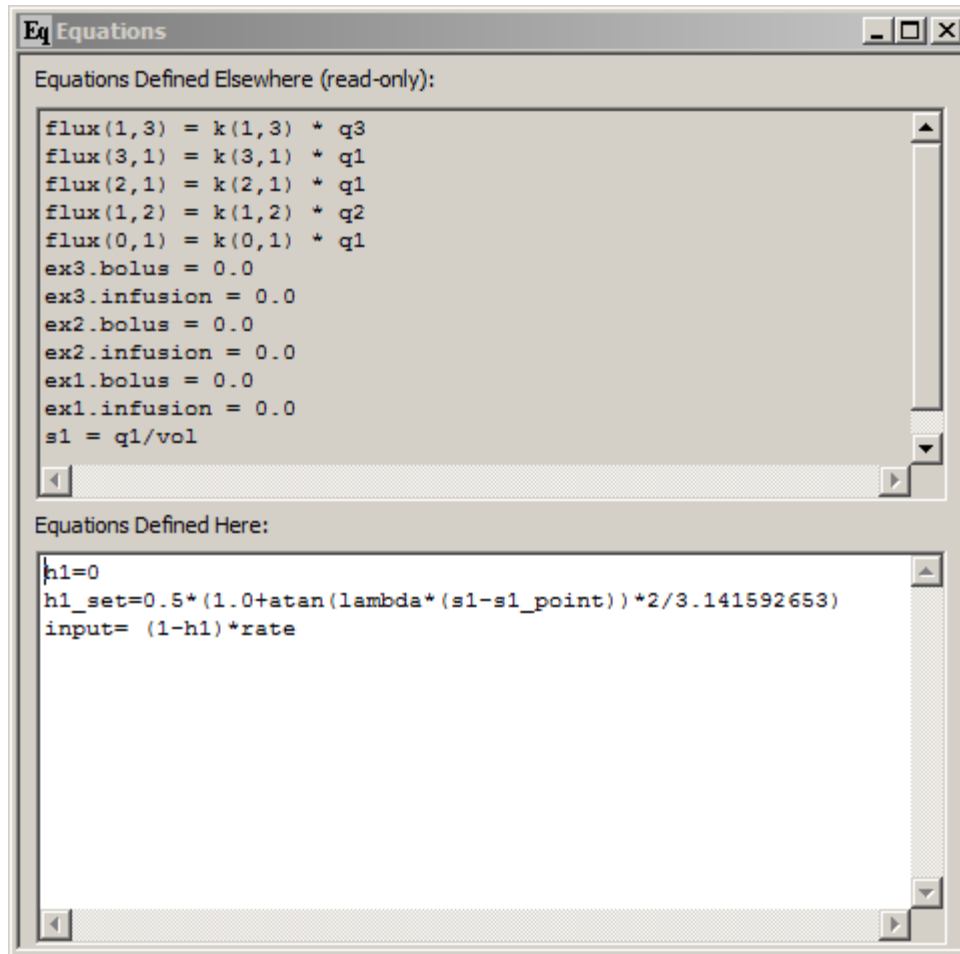 Eq Equations
Equations Defined Elsewhere (read-only):
flux(1,3) = k(1,3) * q3
flux(3,1) = k(3,1) * q1
flux(2,1) = k(2,1) * q1
flux(1,2) = k(1,2) * q2
flux(0,1) = k(0,1) * q1
ex3.bolus = 0.0
ex3.infusion = 0.0
ex2.bolus = 0.0
ex2.infusion = 0.0
ex1.bolus = 0.0
ex1.infusion = 0.0
s1 = q1/vol
Equations Defined Here:
h1=0
h1_set=0.5*(1.0+atan(lambda*(s1-s1_point))*2/3.141592653)
input= (1-h1)*rate